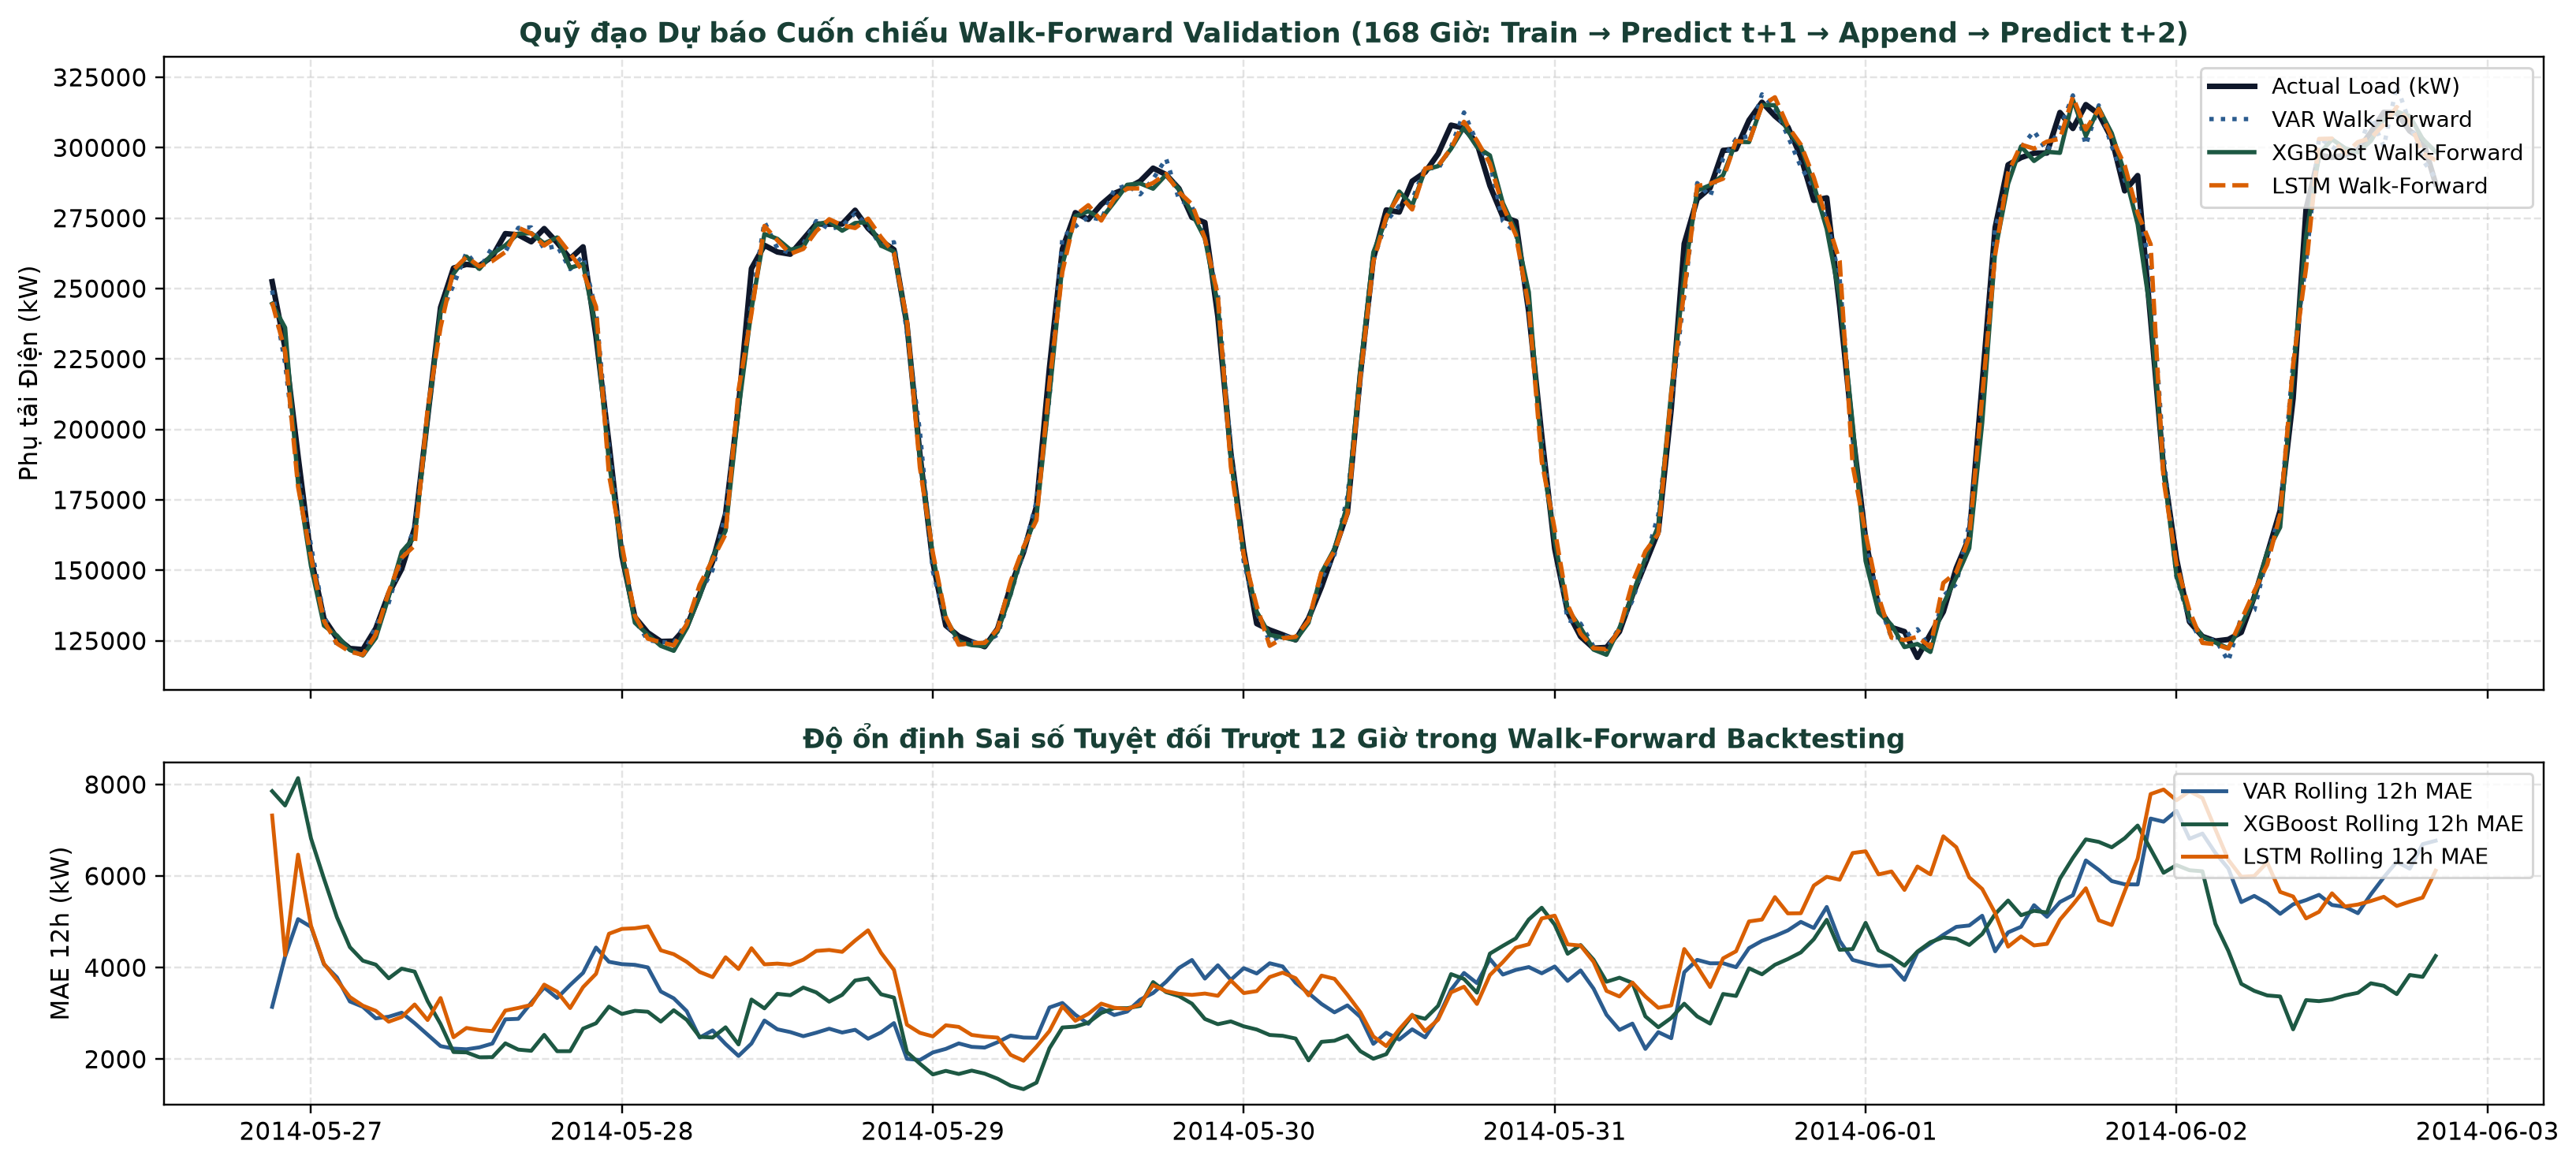 Quỹ đạo Dự báo Cuốn chiếu Walk-Forward Validation (168 Giờ: Train → Predict t+1 → Append → Predict t+2)
Phụ tải Điện (kW)
325000
300000
275000
250000
225000
200000
175000
150000
125000
Actual Load (kW)
VAR Walk-Forward
XGBoost Walk-Forward
LSTM Walk-Forward
Độ ổn định Sai số Tuyệt đối Trượt 12 Giờ trong Walk-Forward Backtesting
MAE 12h (kW)
8000
6000
4000
2000
VAR Rolling 12h MAE
XGBoost Rolling 12h MAE
LSTM Rolling 12h MAE
2014-05-27
2014-05-28
2014-05-29
2014-05-30
2014-05-31
2014-06-01
2014-06-02
2014-06-03